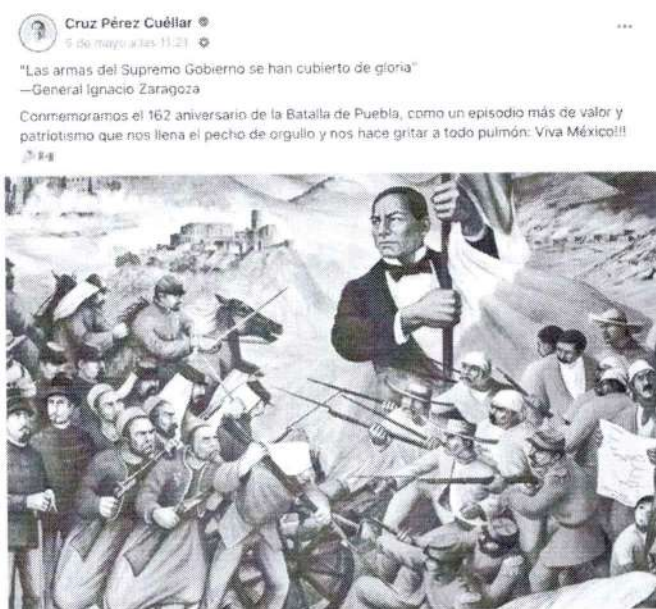 Cruz Pérez Cuéllar
5 de mayo a las 11:21
"Las armas del Supremo Gobierno se han cubierto de gloria"
—General Ignacio Zaragoza
Conmemoramos el 162 aniversario de la Batalla de Puebla, como un episodio más de valor y
patriotismo que nos llena el pecho de orgullo y nos hace gritar a todo pulmón: Viva México!!!